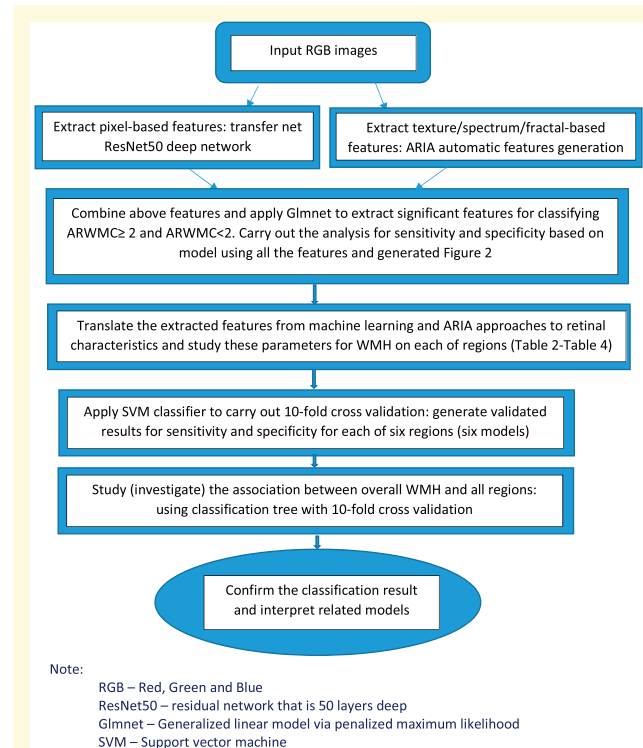 Input RGB images
Extract pixel-based features: transfer net
ResNet50 deep network
Extract texture/spectrum/fractal-based
features: ARIA automatic features generation
Combine above features and apply Glmnet to extract significant features for classifying
ARWMC≥ 2 and ARWMC<2. Carry out the analysis for sensitivity and specificity based on
model using all the features and generated Figure 2
Translate the extracted features from machine learning and ARIA approaches to retinal
characteristics and study these parameters for WMH on each of regions (Table 2-Table 4)
Apply SVM classifier to carry out 10-fold cross validation: generate validated
results for sensitivity and specificity for each of six regions (six models)
Study (investigate) the association between overall WMH and all regions:
using classification tree with 10-fold cross validation
Confirm the classification result
and interpret related models
Note:
RGB – Red, Green and Blue
ResNet50 – residual network that is 50 layers deep
Glmnet – Generalized linear model via penalized maximum likelihood
SVM – Support vector machine